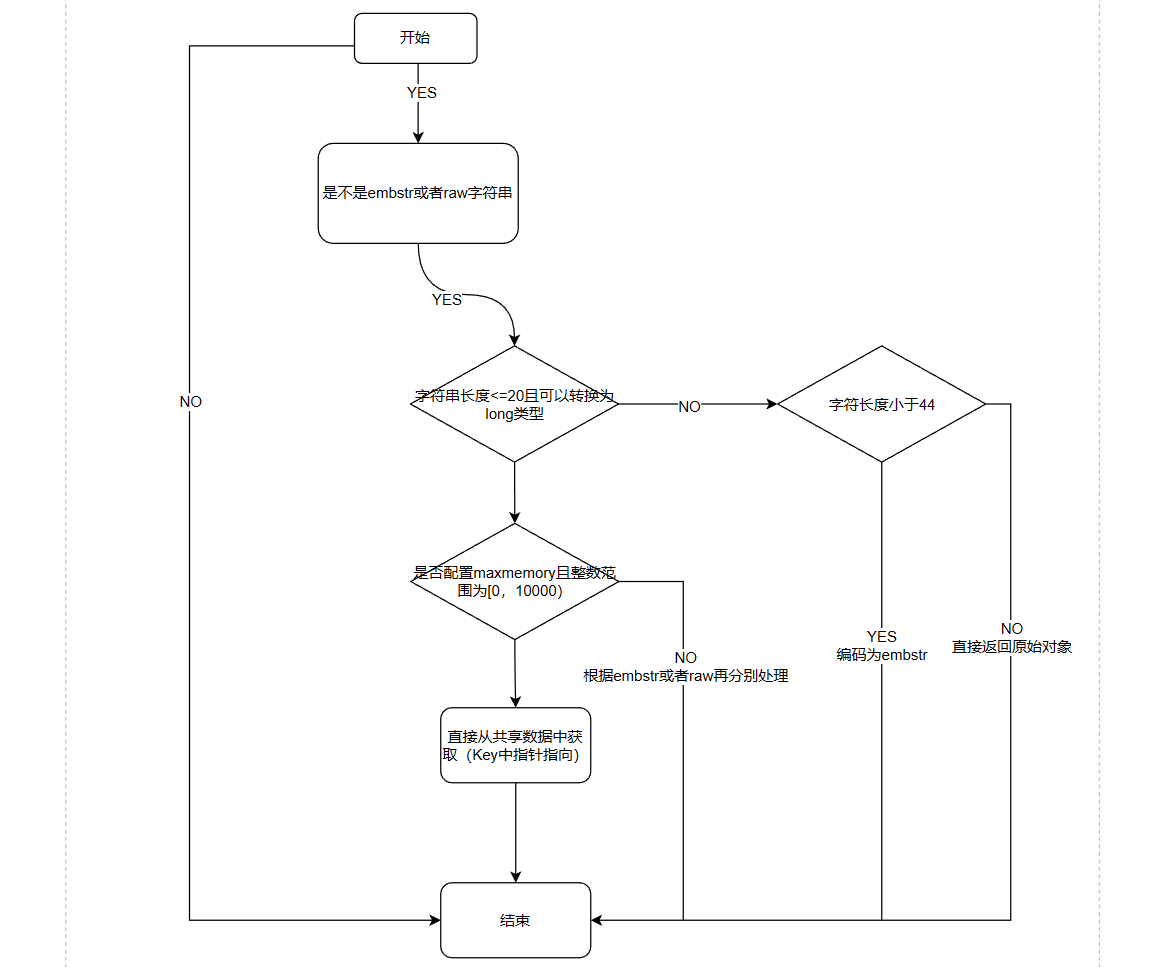 开始
YES
是不是embstr或者raw字符串
YES
字符串长度<=20且可以转换为
long类型
NO
字符长度小于44
NO
是否配置maxmemory且整数范
围为[0，10000）
YES
编码为embstr
NO
直接返回原始对象
NO
根据embstr或者raw再分别处理
直接从共享数据中获
取（Key中指针指向）
结束